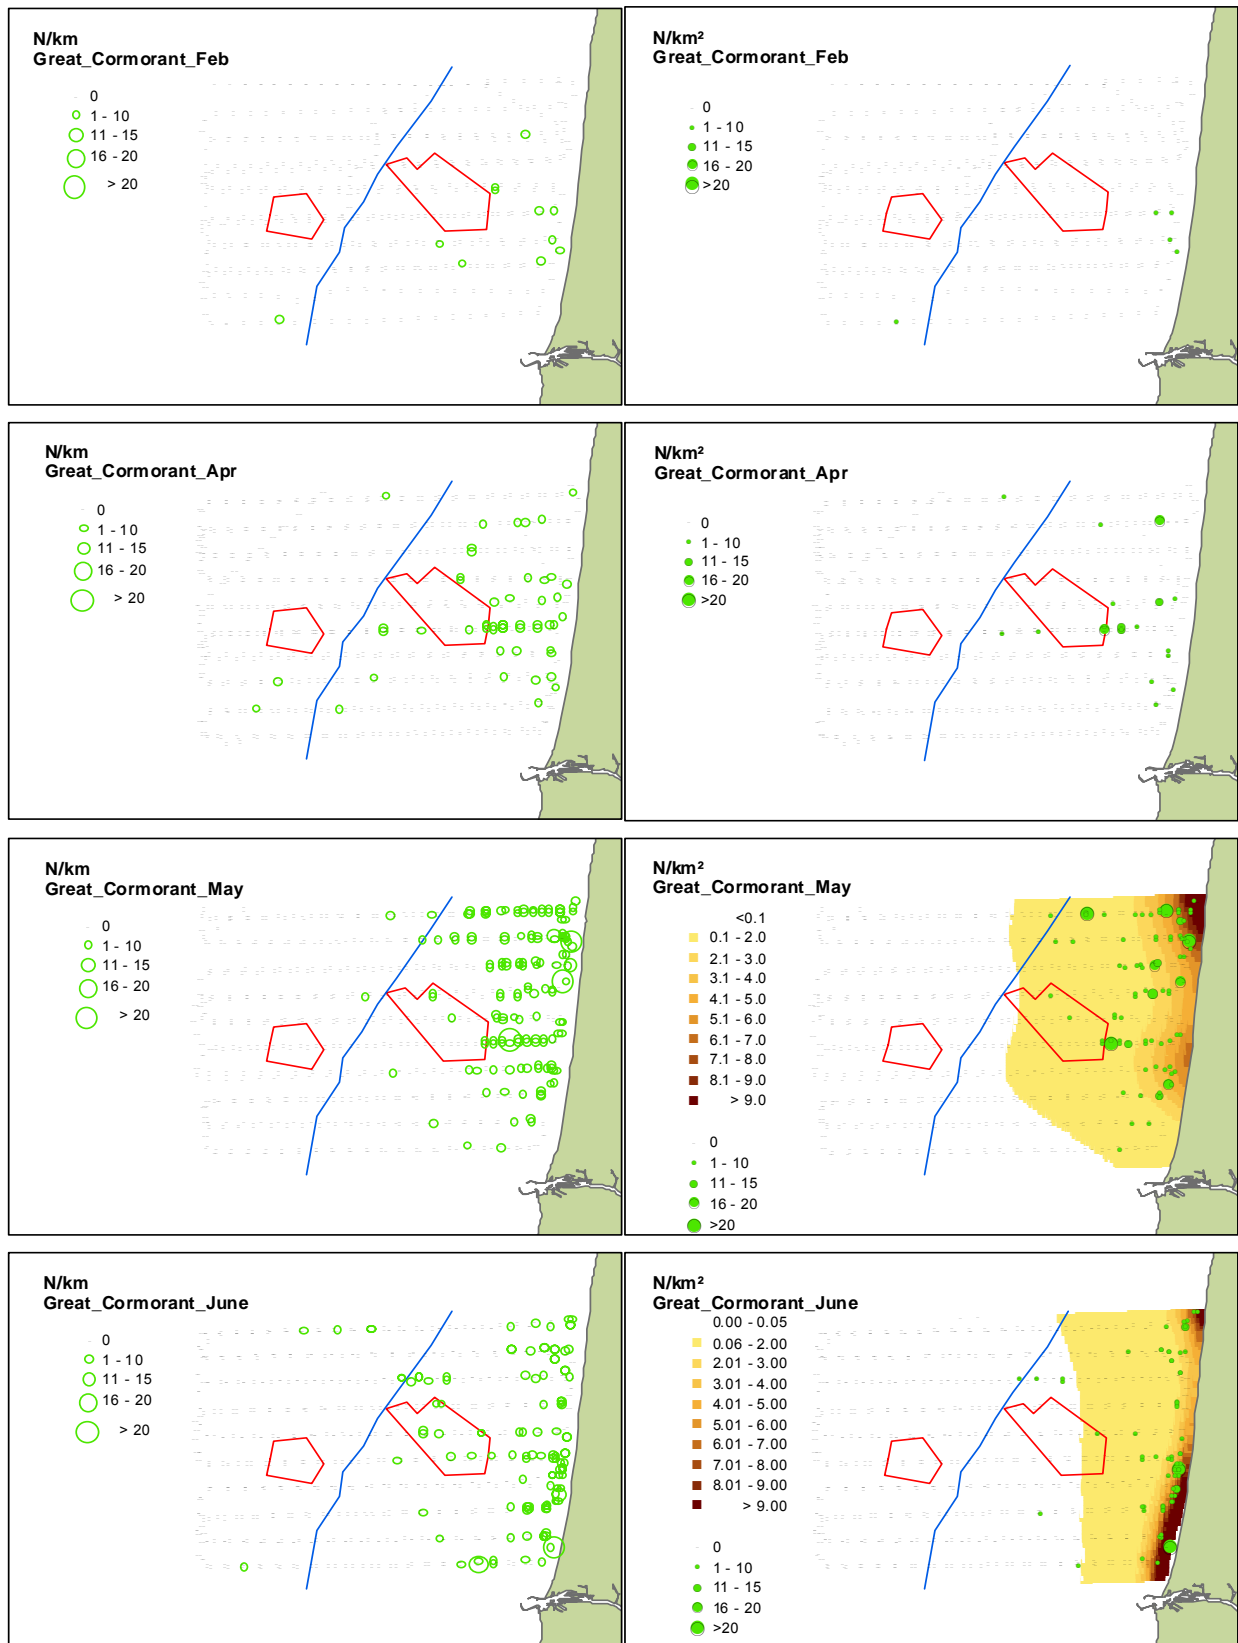 N/km
Great_Cormorant_Feb
0
1 - 10
11 - 15
16 - 20
> 20
N/km²
Great_Cormorant_Feb
0
1 - 10
11 - 15
16 - 20
>20
N/km
Great_Cormorant_Apr
0
1 - 10
11 - 15
16 - 20
> 20
N/km²
Great_Cormorant_Apr
0
1 - 10
11 - 15
16 - 20
>20
N/km
Great_Cormorant_May
0
1 - 10
11 - 15
16 - 20
> 20
N/km²
Great_Cormorant_May
<0.1
0.1 - 2.0
2.1 - 3.0
3.1 - 4.0
4.1 - 5.0
5.1 - 6.0
6.1 - 7.0
7.1 - 8.0
8.1 - 9.0
> 9.0
0
1 - 10
11 - 15
16 - 20
>20
N/km
Great_Cormorant_June
0
1 - 10
11 - 15
16 - 20
> 20
N/km²
Great_Cormorant_June
0.00 - 0.05
0.06 - 2.00
2.01 - 3.00
3.01 - 4.00
4.01 - 5.00
5.01 - 6.00
6.01 - 7.00
7.01 - 8.00
8.01 - 9.00
> 9.00
0
1 - 10
11 - 15
16 - 20
>20